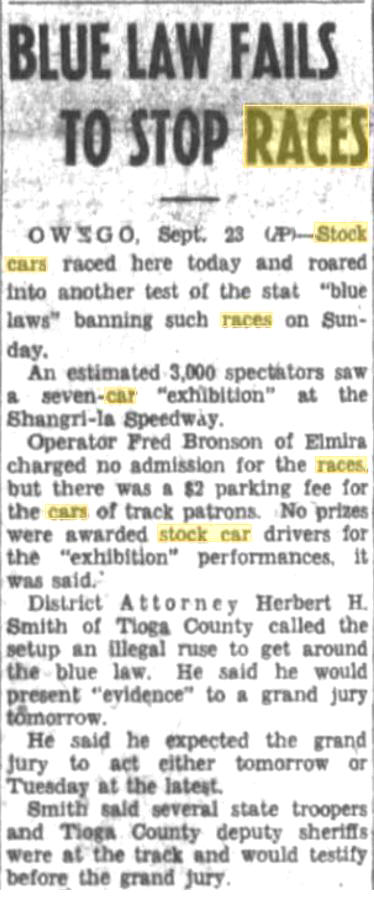 BLUE LAW FAILS
TO STOP RACES
OWEGO, Sept. 23 (AP)—Stock
cars raced here today and roared
into another test of the stat "blue
laws" banning such races on Sun-
day.
An estimated 3,000 spectators saw
a seven-car "exhibition" at the
Shangri-la Speedway.
Operator Fred Bronson of Elmira
charged no admission for the races,
but there was a $2 parking fee for
the cars of track patrons. No prizes
were awarded stock car drivers for
the "exhibition" performances, it
was said.
District Attorney Herbert H.
Smith of Tioga County called the
setup an illegal ruse to get around
the blue law. He said he would
present "evidence" to a grand jury
tomorrow.
He said he expected the grand
jury to act either tomorrow or
Tuesday at the latest.
Smith said several state troopers
and Tioga County deputy sheriffs
were at the track and would testify
before the grand jury.